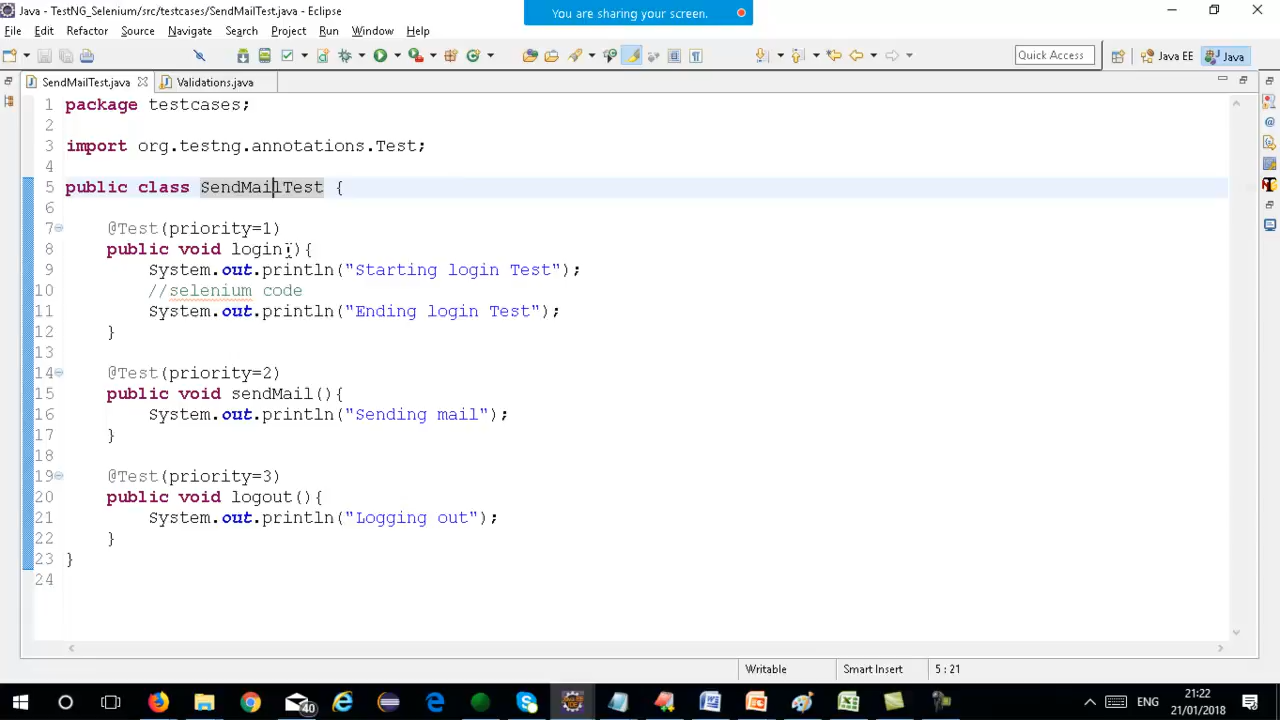 Java - TestNG_Selenium/src/testcases/SendMailTest.java - Eclipse
You are sharing your screen.
File Edit Refactor Source Navigate Search Project Run Window Help
Quick Access Java EE Java
SendMailTest.java Validations.java
1 package testcases;
2
3 import org.testng.annotations.Test;
4
5 public class SendMailTest {
6
7 @Test(priority=1)
8 public void login(){
9 System.out.println("Starting login Test");
10 //selenium code
11 System.out.println("Ending login Test");
12 }
13
14 @Test(priority=2)
15 public void sendMail(){
16 System.out.println("Sending mail");
17 }
18
19 @Test(priority=3)
20 public void logout(){
21 System.out.println("Logging out");
22 }
23 }
24
Writable Smart Insert 5 : 21
40 ENG 21:22
21/01/2018